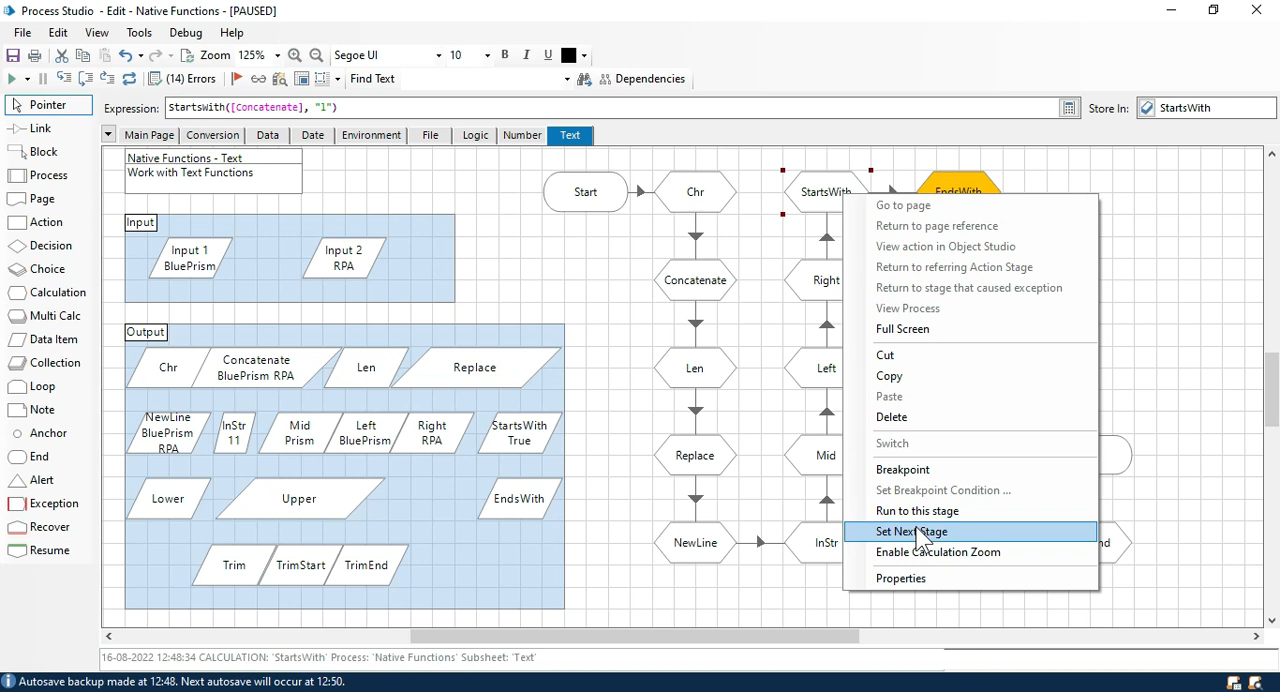 Process Studio - Edit - Native Functions - [PAUSED]
File Edit View Tools Debug Help
Zoom 125% Segoe UI 10 B I U
(14) Errors Find Text Dependencies
Pointer
Link
Block
Process
Page
Action
Decision
Choice
Calculation
Multi Calc
Data Item
Collection
Loop
Note
Anchor
End
Alert
Exception
Recover
Resume
Expression: StartsWith([Concatenate], "l") Store In: StartsWith
Main Page Conversion Data Date Environment File Logic Number Text
Native Functions - Text
Work with Text Functions
Input
Input 1
BluePrism
Input 2
RPA
Output
Chr
Concatenate
BluePrism RPA
Len
Replace
NewLine
BluePrism
RPA
InStr
11
Mid
Prism
Left
BluePrism
Right
RPA
StartsWith
True
Lower
Upper
EndsWith
Trim
TrimStart
TrimEnd
Start
Chr
Concatenate
Len
Replace
NewLine
InStr
Mid
Left
Right
StartsWith
EndsWith
Go to page
Return to page reference
View action in Object Studio
Return to referring Action Stage
Return to stage that caused exception
View Process
Full Screen
Cut
Copy
Paste
Delete
Switch
Breakpoint
Set Breakpoint Condition ...
Run to this stage
Set Next Stage
Enable Calculation Zoom
Properties
16-08-2022 12:48:34 CALCULATION: 'StartsWith' Process: 'Native Functions' Subsheet: 'Text'
Autosave backup made at 12:48. Next autosave will occur at 12:50.